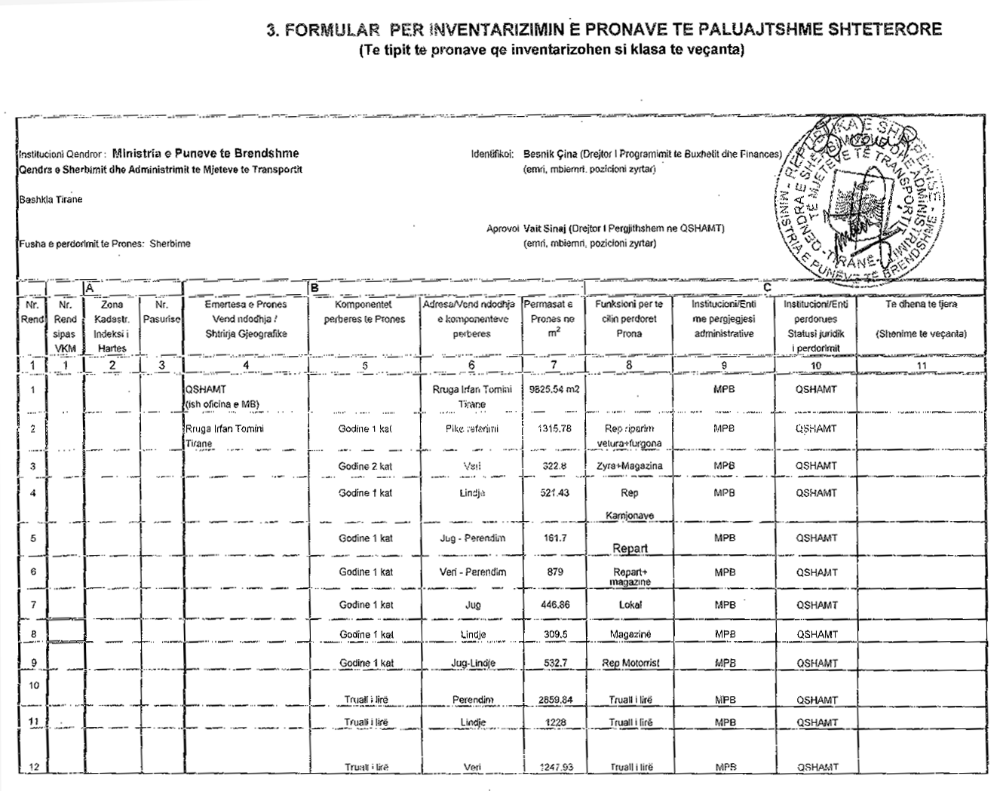 3. FORMULAR PER INVENTARIZIMIN E PRONAVE TE PALUAJTSHME SHTETERORE
(Te tipit te pronave qe inventarizohen si klasa te veçanta)
Institucioni Qendror : Ministria e Puneve te Brendshme
Qendra e Sherbimit dhe Administrimit te Mjeteve te Transportit
Bashkia Tirane
Fusha e perdorimit te Prones: Sherbime
Identifikoi: Besnik Çina (Drejtor I Programimit te Buxhetit dhe Finances)
(emri, mbiemri, pozicioni zyrtar)
Aprovoi Vait Sinaj (Drejtor I Pergjithshem ne QSHAMT)
(emri, mbiemri, pozicioni zyrtar)
REPUBLIKA E SHQIPERISE - MINISTRIA E PUNËVE TË BRENDSHME
QENDRA E SHERBIMEVE DHE ADMINISTRIMIT
TË MJETEVE TË TRANSPORTIT
- TIRANË -
A B C
Nr. Rend Nr. Rend sipas VKM Zona Kadastr. Indeksi i Hartes Nr. Pasurise Emertesa e Prones Vend ndodhja / Shtrirja Gjeografike Komponentet perberes te Prones Adresa/Vend ndodhja e komponenteve perberes Permasat e Prones ne m2 Funksioni per te cilin perdoret Prona Institucioni/Enti me pergjegjesi administrative Institucioni/Enti perdorues Statusi juridik i perdorimit Te dhena te tjera (Shenime te veçanta)
1 1 2 3 4 5 6 7 8 9 10 11
1 QSHAMT (ish oficina e MB) Rruga Irfan Tomini Tirane 9825.54 m2 MPB QSHAMT
2 Rruga Irfan Tomini Tirane Godine 1 kat Pike referimi 1315.78 Rep riparim vetura+furgona MPB QSHAMT
3 Godine 2 kat Veri 322.8 Zyra+Magazina MPB QSHAMT
4 Godine 1 kat Lindje 521.43 Rep Kamjonave MPB QSHAMT
5 Godine 1 kat Jug - Perendim 161.7 Repart MPB QSHAMT
6 Godine 1 kat Veri - Perendim 879 Repart+ magazine MPB QSHAMT
7 Godine 1 kat Jug 446.86 Lokal MPB QSHAMT
8 Godine 1 kat Lindje 309.5 Magazinë MPB QSHAMT
9 Godine 1 kat Jug-Lindje 532.7 Rep Motorrist MPB QSHAMT
10 Truall i lirë Perendim 2859.84 Truall i lirë MPB QSHAMT
11 Truall i lirë Lindje 1228 Truall i lirë MPB QSHAMT
12 Truall i lirë Veri 1247.93 Truall i lirë MPB QSHAMT